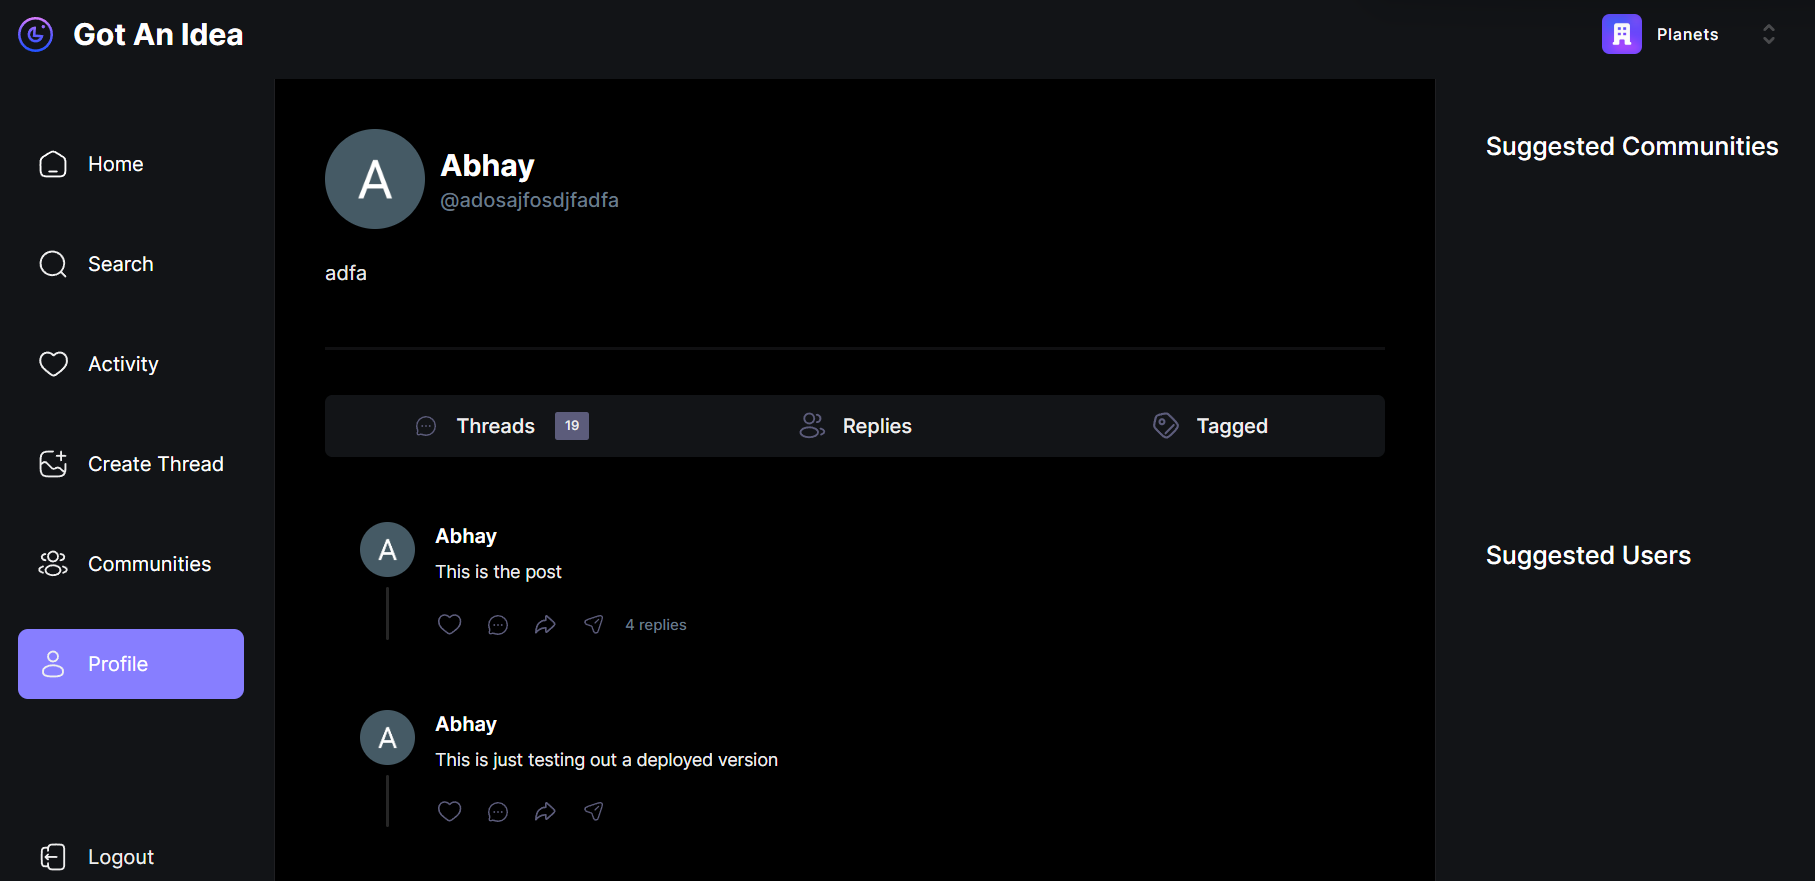 Got An Idea
Planets
Home
Search
Activity
Create Thread
Communities
Profile
Logout
A
Abhay
@adosajfosdjfadfa
adfa
Threads 19
Replies
Tagged
A
Abhay
This is the post
4 replies
A
Abhay
This is just testing out a deployed version
Suggested Communities
Suggested Users